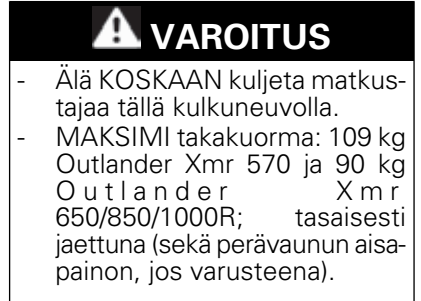 VAROITUS
- Älä KOSKAAN kuljeta matkus-
tajaa tällä kulkuneuvolla.
- MAKSIMI takakuorma: 109 kg
Outlander Xmr 570 ja 90 kg
Outlander Xmr
650/850/1000R; tasaisesti
jaettuna (sekä perävaunun aisa-
painon, jos varusteena).